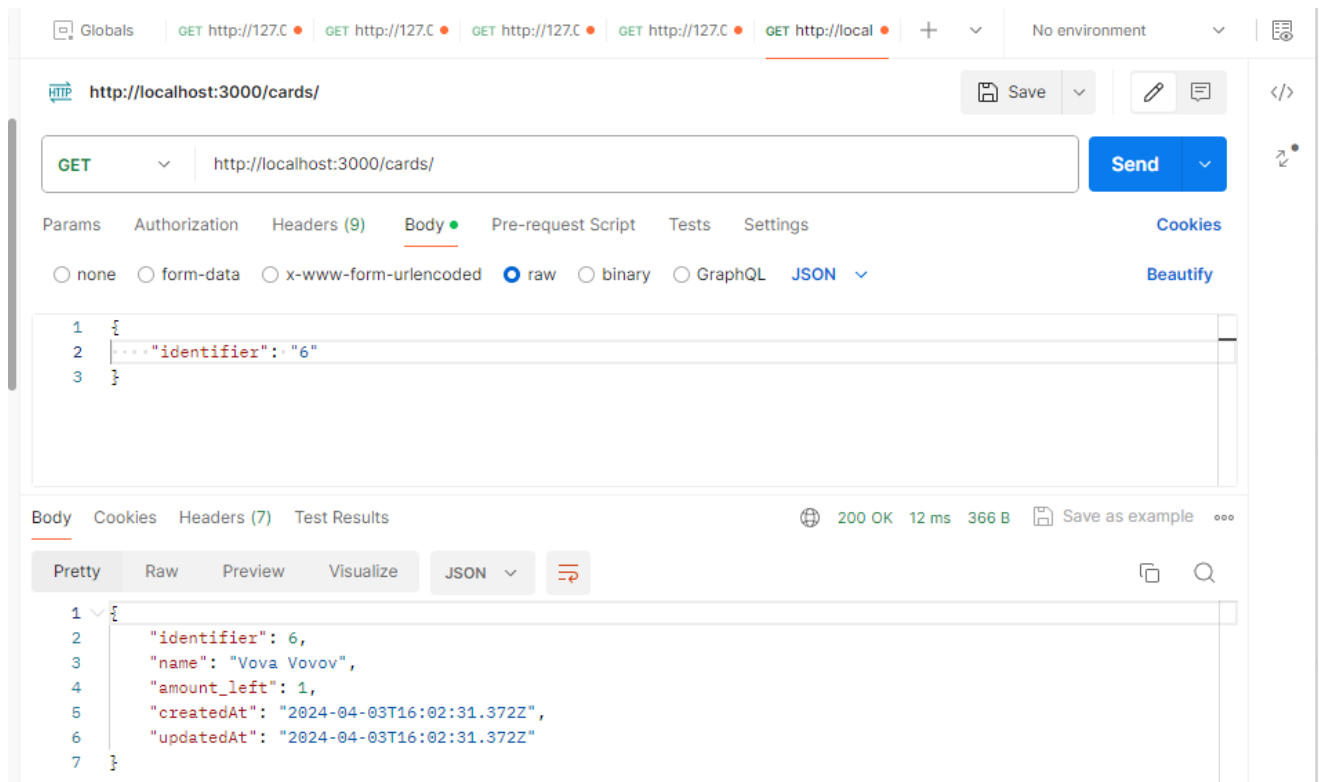 Globals GET http://127.0 GET http://127.0 GET http://127.0 GET http://127.0 GET http://local No environment
HTTP http://localhost:3000/cards/ Save
GET http://localhost:3000/cards/ Send
Params Authorization Headers (9) Body Pre-request Script Tests Settings Cookies
none form-data x-www-form-urlencoded raw binary GraphQL JSON Beautify
1 {
2 "identifier": "6"
3 }
Body Cookies Headers (7) Test Results 200 OK 12 ms 366 B Save as example
Pretty Raw Preview Visualize JSON
1 {
2 "identifier": 6,
3 "name": "Vova Vovov",
4 "amount_left": 1,
5 "createdAt": "2024-04-03T16:02:31.372Z",
6 "updatedAt": "2024-04-03T16:02:31.372Z"
7 }